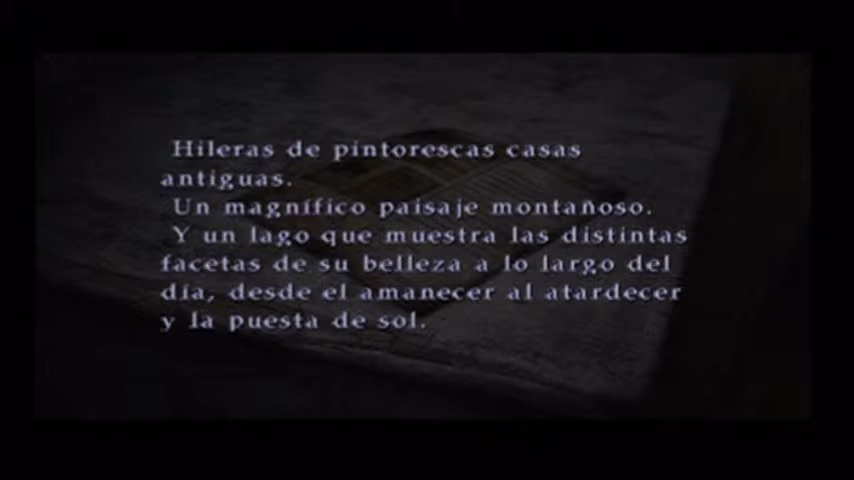 Hileras de pintorescas casas
antiguas.
Un magnífico paisaje montañoso.
Y un lago que muestra las distintas
facetas de su belleza a lo largo del
día, desde el amanecer al atardecer
y la puesta de sol.